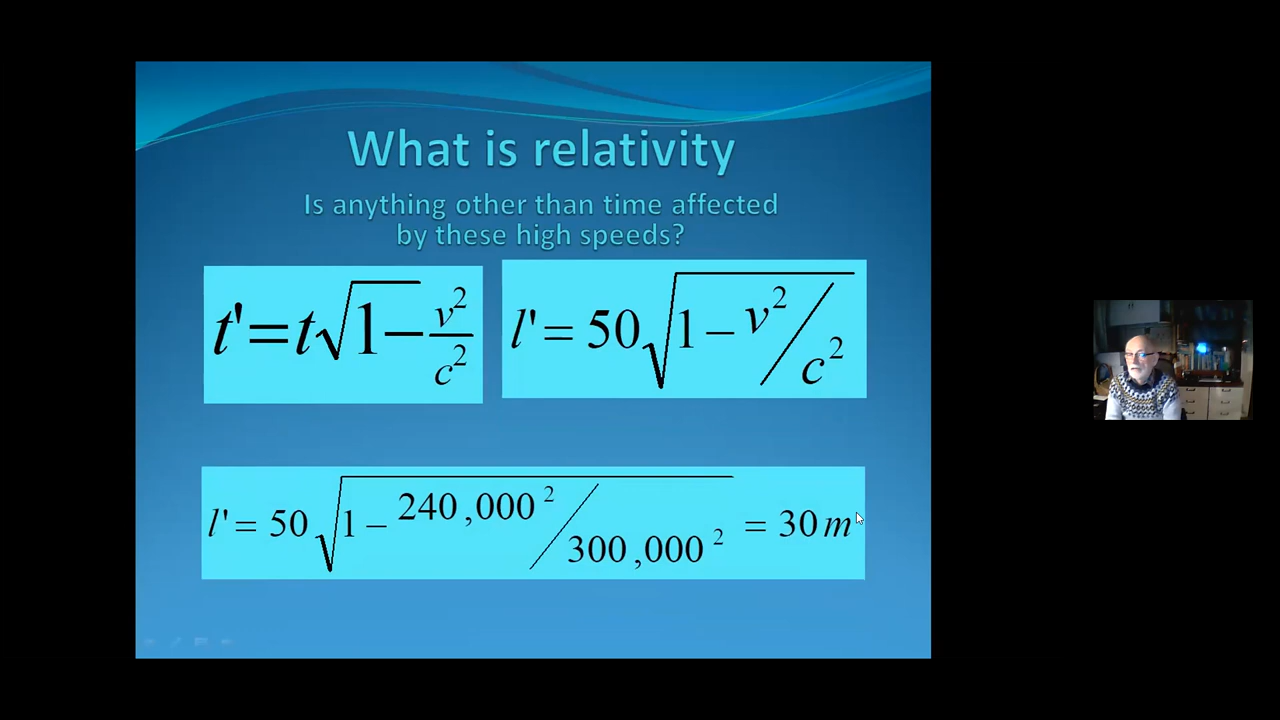 What is relativity
Is anything other than time affected
by these high speeds?
t'=t√1−v²/c²
l' = 50√1−v²/c²
l' = 50√1−240,000²/300,000² = 30m